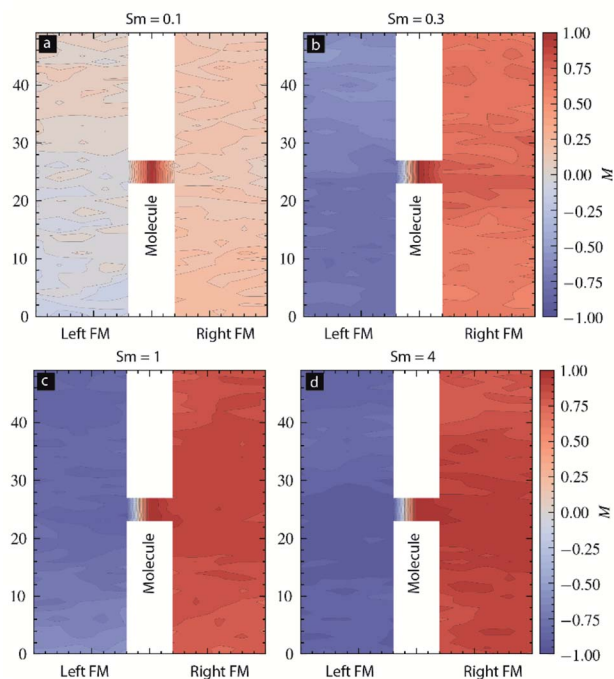 Sm = 0.1
Sm = 0.3
a
b
1.00
0.75
0.50
0.25
0.00
−0.25
−0.50
−0.75
−1.00
M
40
30
20
10
0
Molecule
Molecule
Left FM
Right FM
Left FM
Right FM
Sm = 1
Sm = 4
c
d
1.00
0.75
0.50
0.25
0.00
−0.25
−0.50
−0.75
−1.00
M
40
30
20
10
0
Molecule
Molecule
Left FM
Right FM
Left FM
Right FM